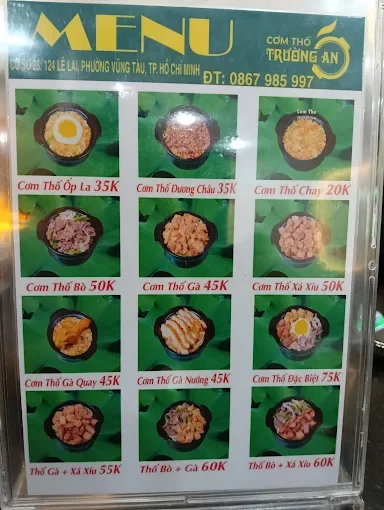 MENU
CƠM THỐ
TRƯỜNG AN
CƠ SỞ 26: 124 LÊ LAI, PHƯỜNG VŨNG TÀU, TP. HỒ CHÍ MINH
ĐT: 0867 985 997
Cơm Thố Ốp La 35K
Cơm Thố Dương Châu 35K
Cơm Thố
Cơm Thố Chay 20K
Cơm Thố Bò 50K
Cơm Thố Gà 45K
Cơm Thố Xá Xíu 50K
Cơm Thố Gà Quay 45K
Cơm Thố Gà Nướng 45K
Cơm Thố Đặc Biệt 75K
Thố Gà + Xá Xíu 55K
Thố Bò + Gà 60K
Thố Bò + Xá Xíu 60K